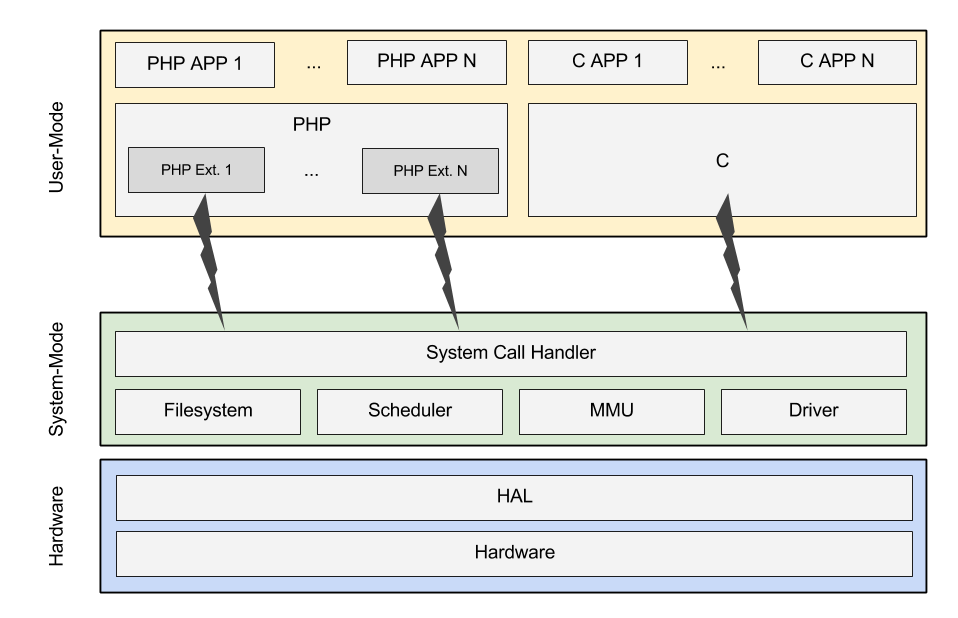 User-Mode
PHP APP 1
...
PHP APP N
C APP 1
...
C APP N
PHP
PHP Ext. 1
...
PHP Ext. N
C
System-Mode
System Call Handler
Filesystem
Scheduler
MMU
Driver
Hardware
HAL
Hardware